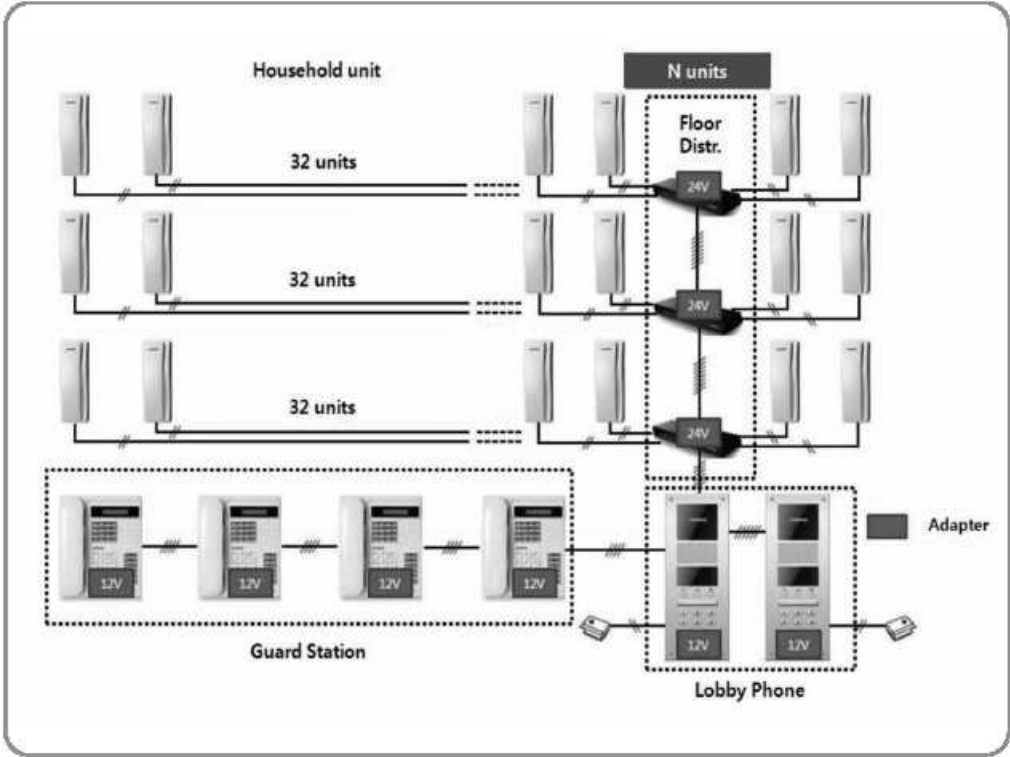 Household unit
N units
Floor
Distr.
32 units
24V
32 units
24V
32 units
24V
12V
12V
12V
12V
12V
12V
Adapter
Guard Station
Lobby Phone